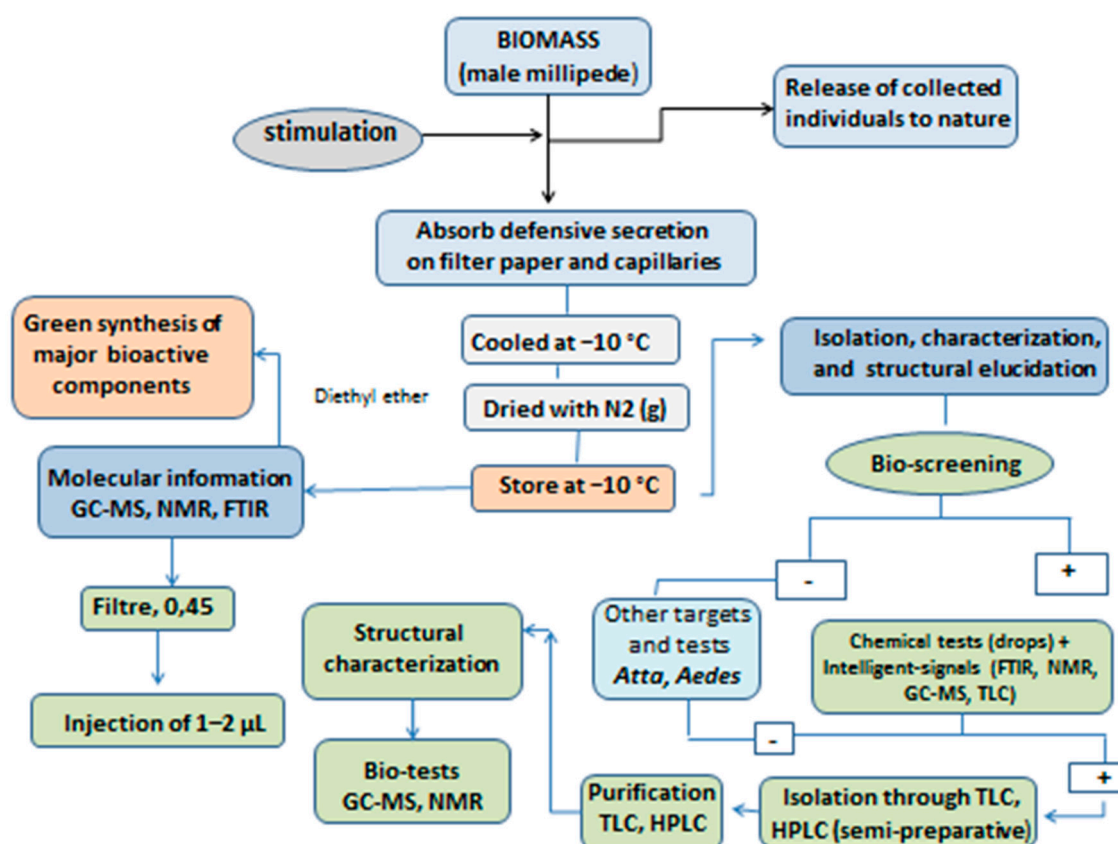 BIOMASS
(male millipede)
Release of collected
individuals to nature
stimulation
Absorb defensive secretion
on filter paper and capillaries
Green synthesis of
major bioactive
components
Cooled at −10 °C
Isolation, characterization,
and structural elucidation
Diethyl ether
Dried with N2 (g)
Molecular information
GC-MS, NMR, FTIR
Store at −10 °C
Bio-screening
-
+
Filtre, 0,45
Structural
characterization
Other targets
and tests
Atta, Aedes
Chemical tests (drops) +
Intelligent-signals (FTIR, NMR,
GC-MS, TLC)
Injection of 1–2 µL
-
+
Bio-tests
GC-MS, NMR
Purification
TLC, HPLC
Isolation through TLC,
HPLC (semi-preparative)